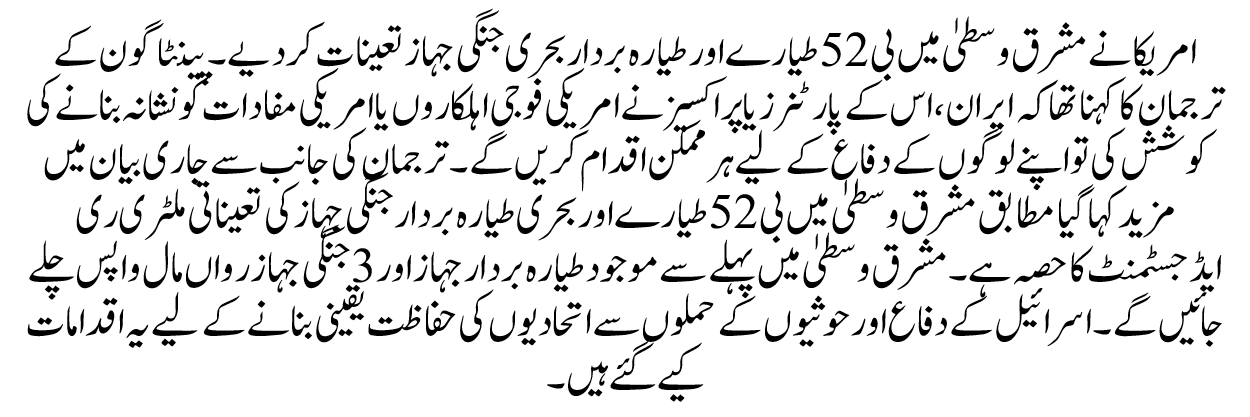 امریکا نے مشرق وسطیٰ میں بی 52 طیارے اور طیارہ بردار بحری جنگی جہاز تعینات کر دیے۔ پینٹاگون کے
ترجمان کا کہنا تھا کہ ایران، اس کے پارٹنرز یا پراکسیز نے امریکی فوجی اہلکاروں یا امریکی مفادات کو نشانہ بنانے کی
کوشش کی تو اپنے لوگوں کے دفاع کے لیے ہر ممکن اقدام کریں گے۔ ترجمان کی جانب سے جاری بیان میں
مزید کہا گیا مطابق مشرق وسطیٰ میں بی 52 طیارے اور بحری طیارہ بردار جنگی جہاز کی تعیناتی ملٹری ری
ایڈجسٹمنٹ کا حصہ ہے۔ مشرق وسطیٰ میں پہلے سے موجود طیارہ بردار جہاز اور 3 جنگی جہاز رواں مال واپس چلے
جائیں گے۔ اسرائیل کے دفاع اور حوثیوں کے حملوں سے اتحادیوں کی حفاظت یقینی بنانے کے لیے یہ اقدامات
کیے گئے ہیں۔